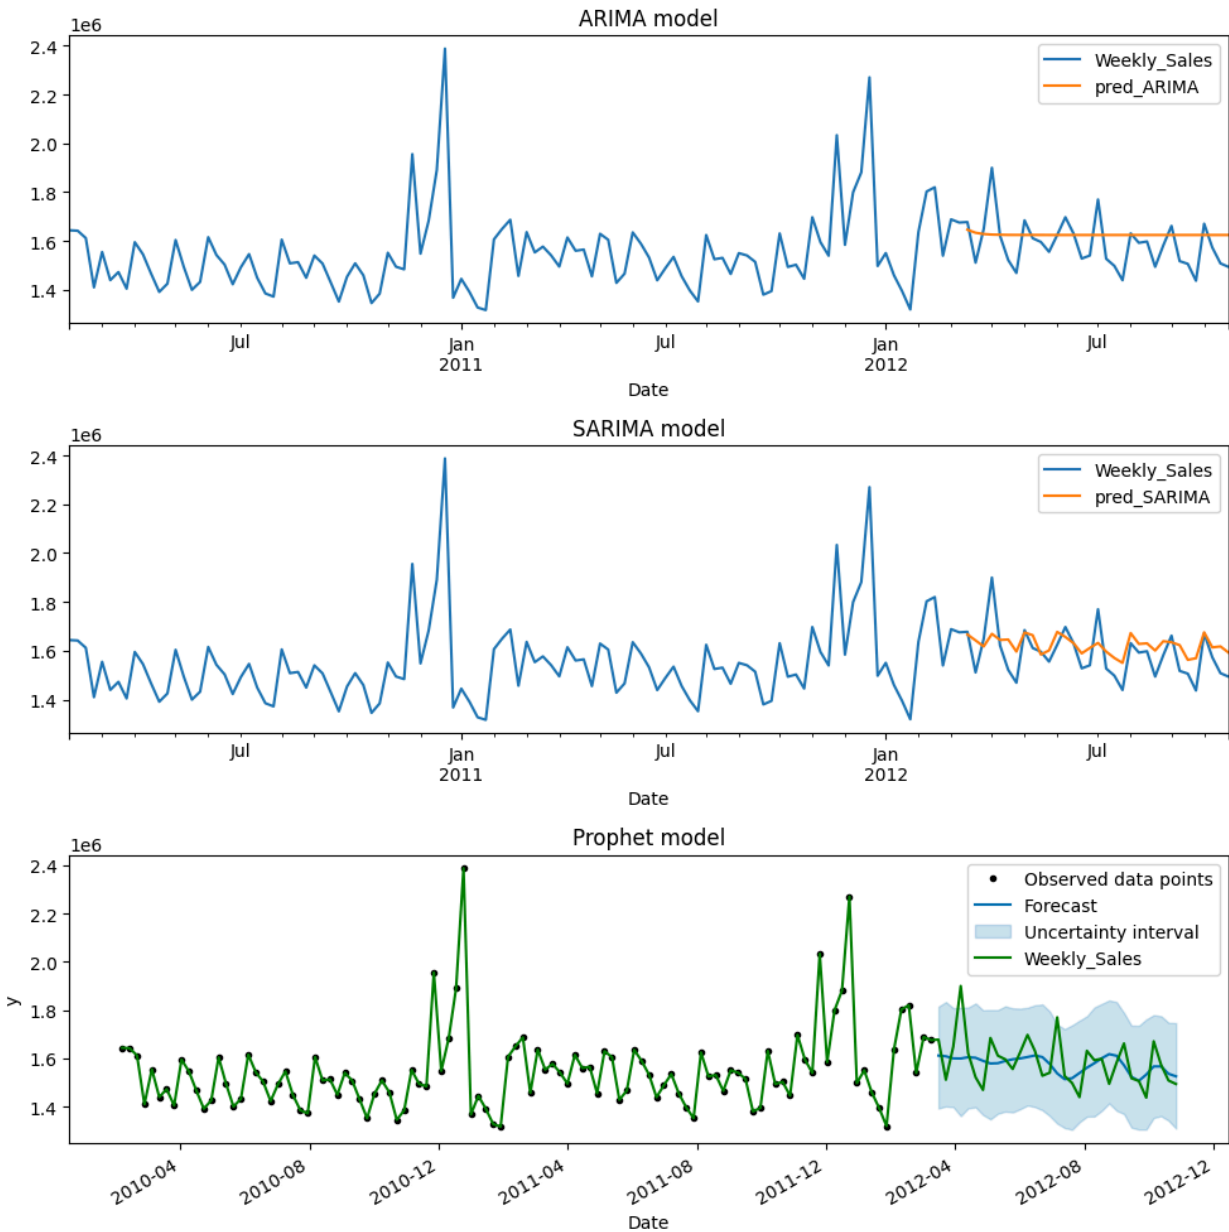 ARIMA model
1e6
2.4
2.2
2.0
1.8
1.6
1.4
Weekly_Sales
pred_ARIMA
Jul
Jan
2011
Jul
Jan
2012
Jul
Date
SARIMA model
1e6
2.4
2.2
2.0
1.8
1.6
1.4
Weekly_Sales
pred_SARIMA
Jul
Jan
2011
Jul
Jan
2012
Jul
Date
Prophet model
1e6
2.4
2.2
2.0
1.8
1.6
1.4
y
Observed data points
Forecast
Uncertainty interval
Weekly_Sales
2010-04
2010-08
2010-12
2011-04
2011-08
2011-12
2012-04
2012-08
2012-12
Date